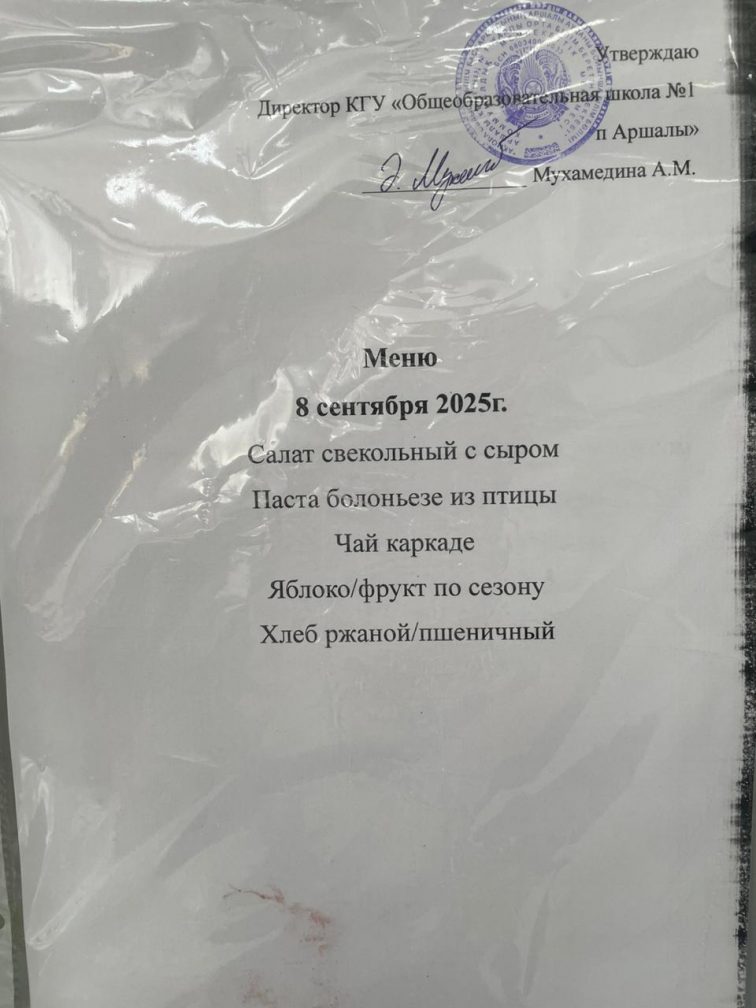 Утверждаю
Директор КГУ «Общеобразовательная школа №1
п Аршалы»
Мухамедина А.М.
Меню
8 сентября 2025г.
Салат свекольный с сыром
Паста болоньезе из птицы
Чай каркаде
Яблоко/фрукт по сезону
Хлеб ржаной/пшеничный